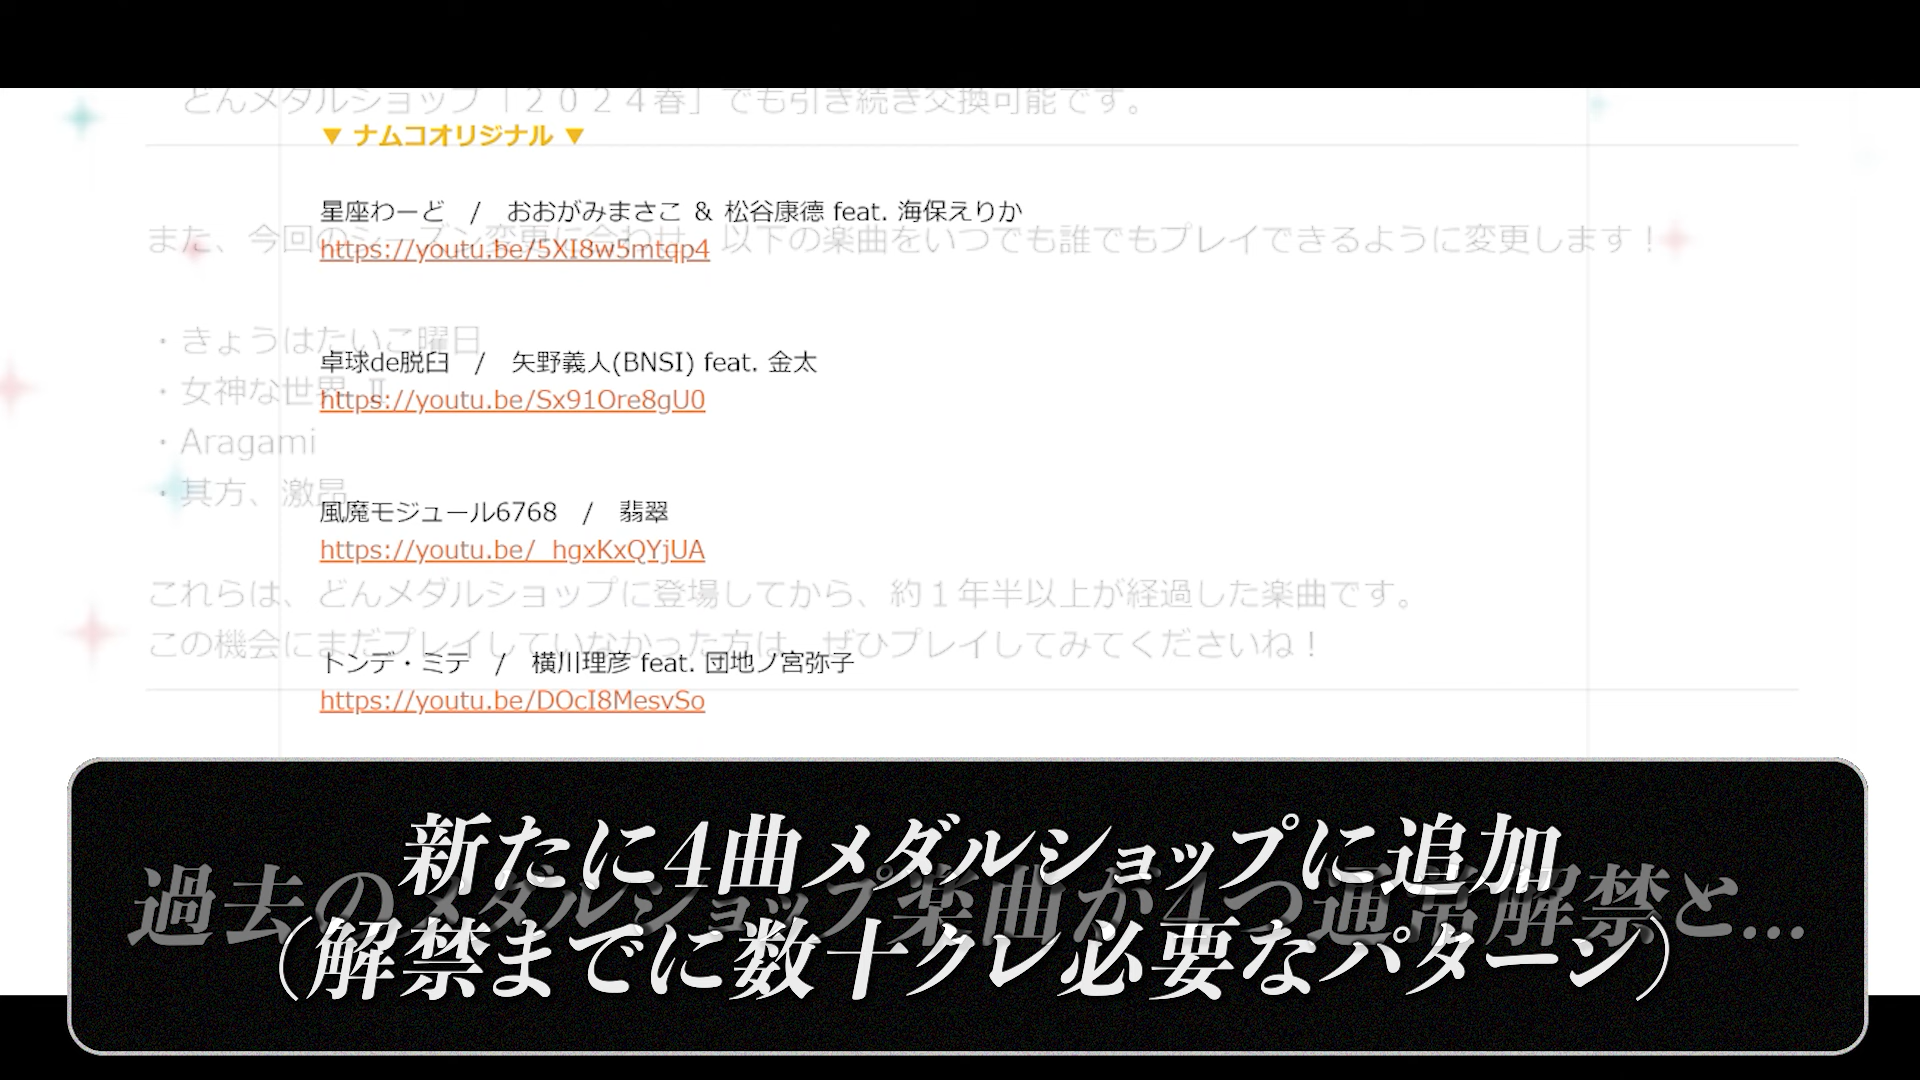 どんメダルショップ「２０２４春」でも引き続き交換可能です。
▼ ナムコオリジナル ▼
星座わーど　/　おおがみまさこ ＆ 松谷康德 feat. 海保えりか
また、今回のシーズン変更に合わせ、以下の楽曲をいつでも誰でもプレイできるように変更します！
https://youtu.be/5XI8w5mtqp4
・きょうはたいこ曜日
卓球de脱臼　/　矢野義人(BNSI) feat. 金太
・女神な世界 Ⅱ
https://youtu.be/Sx91Ore8gU0
・Aragami
・其方、激昂
風魔モジュール6768　/　翡翠
https://youtu.be/_hgxKxQYjUA
これらは、どんメダルショップに登場してから、約１年半以上が経過した楽曲です。
この機会にまだプレイしていなかった方は、ぜひプレイしてみてくださいね！
トンデ・ミテ　/　横川理彦 feat. 団地ノ宮弥子
https://youtu.be/DOcI8MesvSo
新たに4曲メダルショップに追加
過去のメダルショップ楽曲が4つ通常解禁と...
（解禁までに数十クレ必要なパターン）